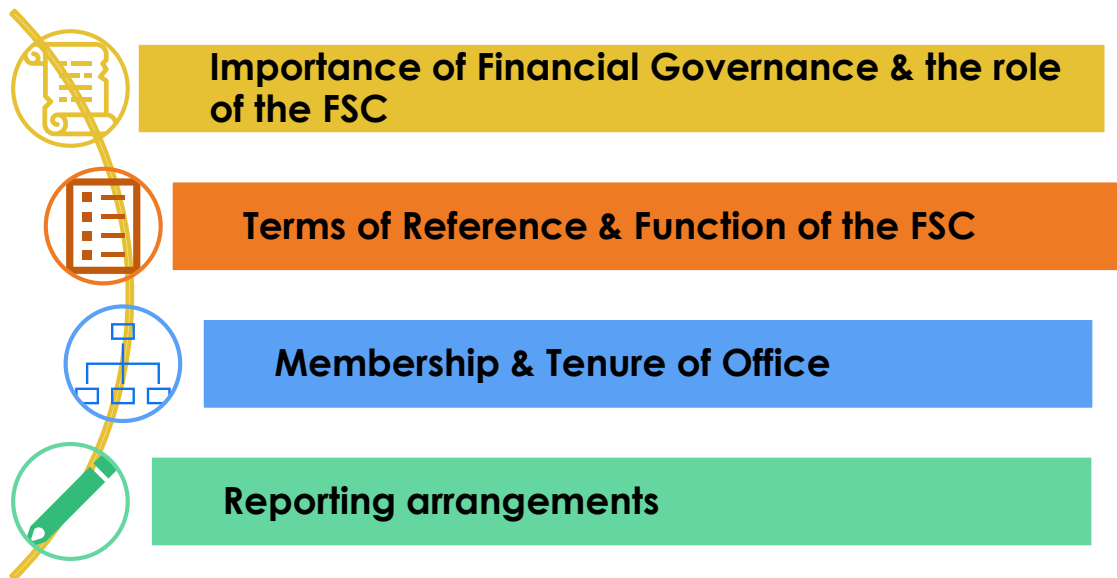 Importance of Financial Governance & the role
of the FSC
Terms of Reference & Function of the FSC
Membership & Tenure of Office
Reporting arrangements